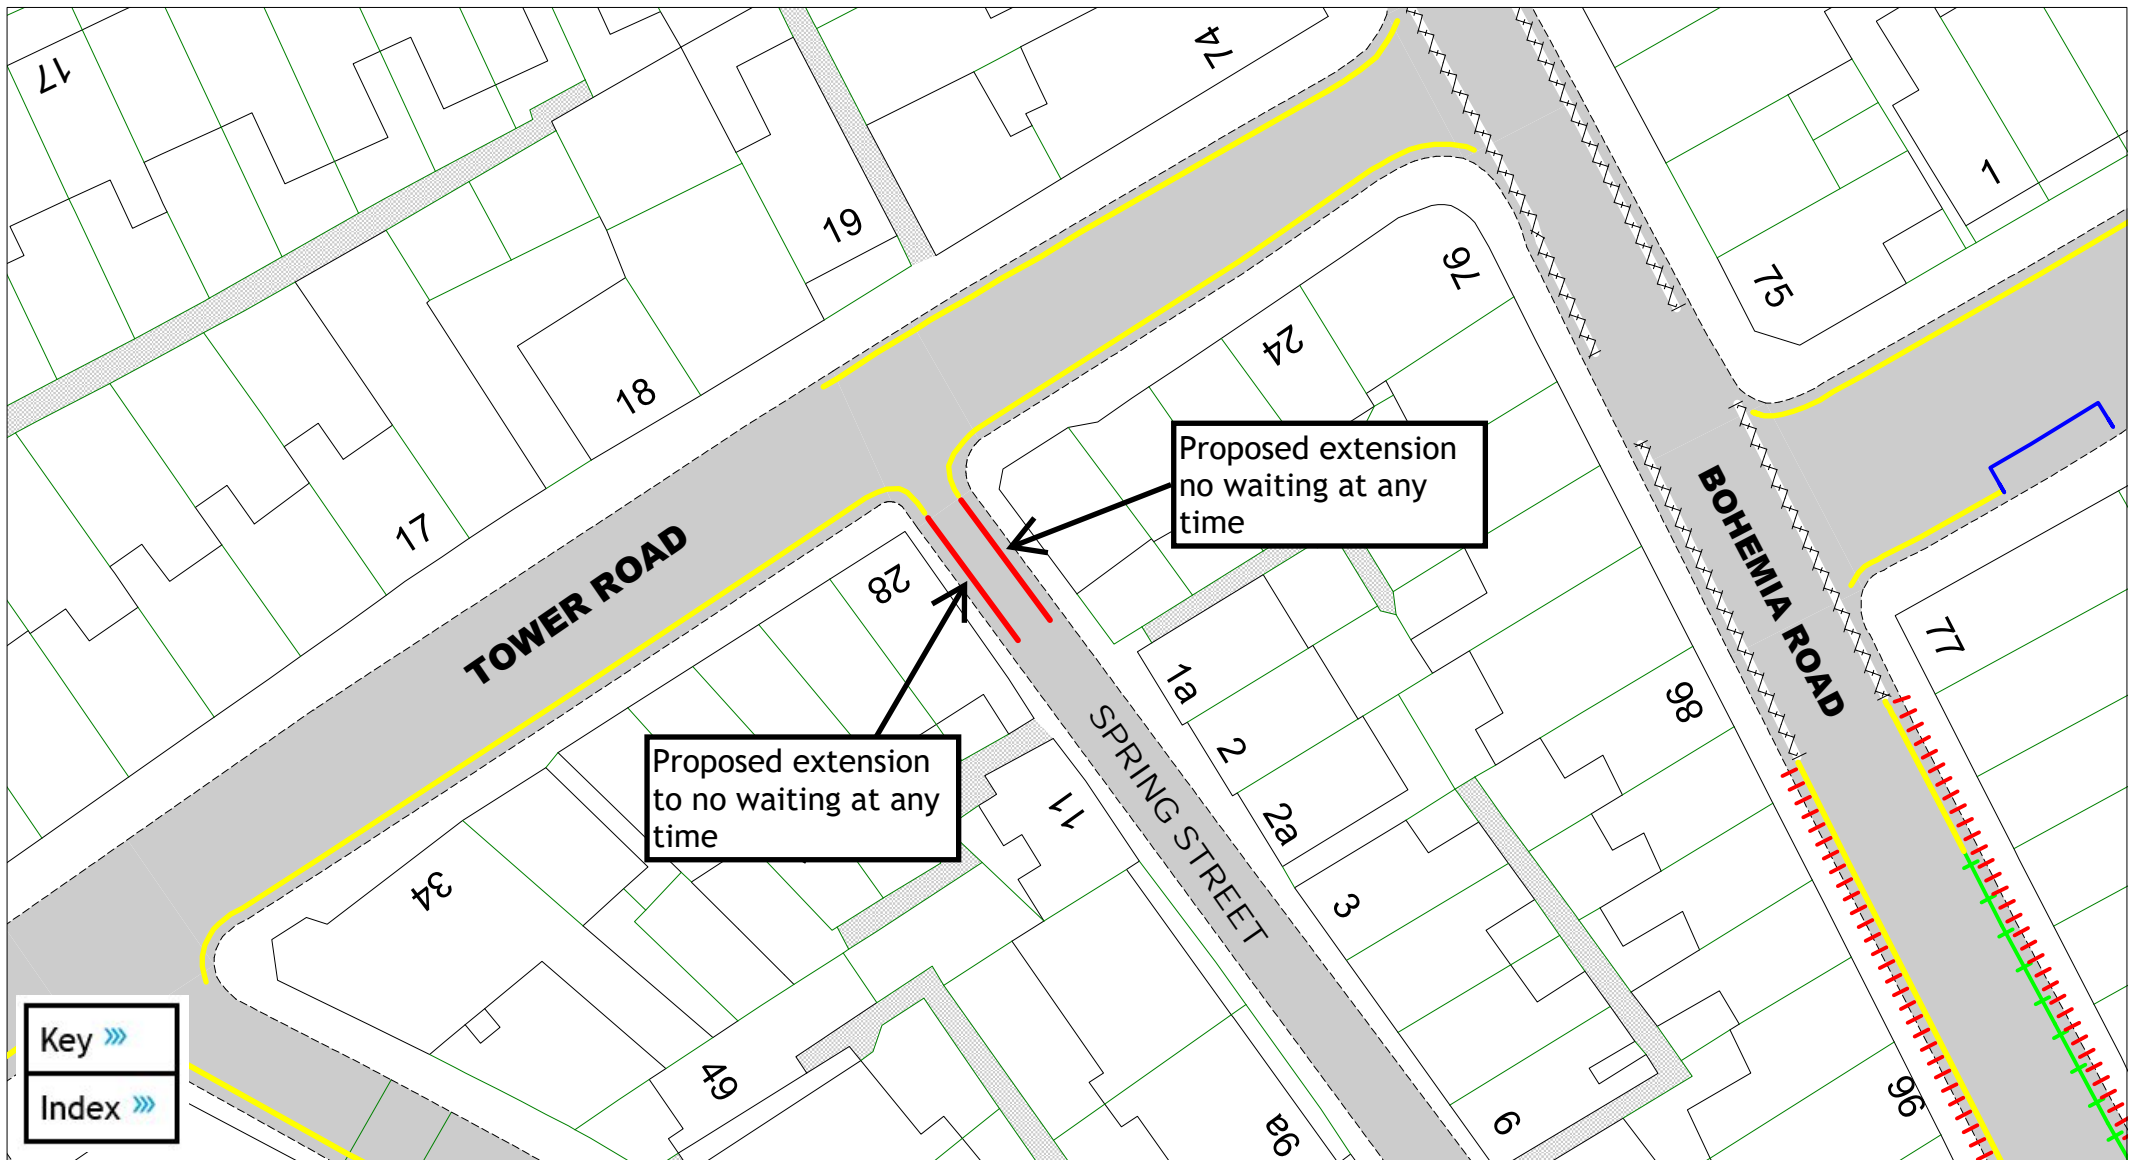 17
74
1
19
76
75
24
18
Proposed extension
no waiting at any
time
17
TOWER ROAD
28
BOHEMIA ROAD
77
1a
98
SPRING STREET
2
Proposed extension
to no waiting at any
time
11
2a
34
3
Key »»
Index »»
49
9a
9
96